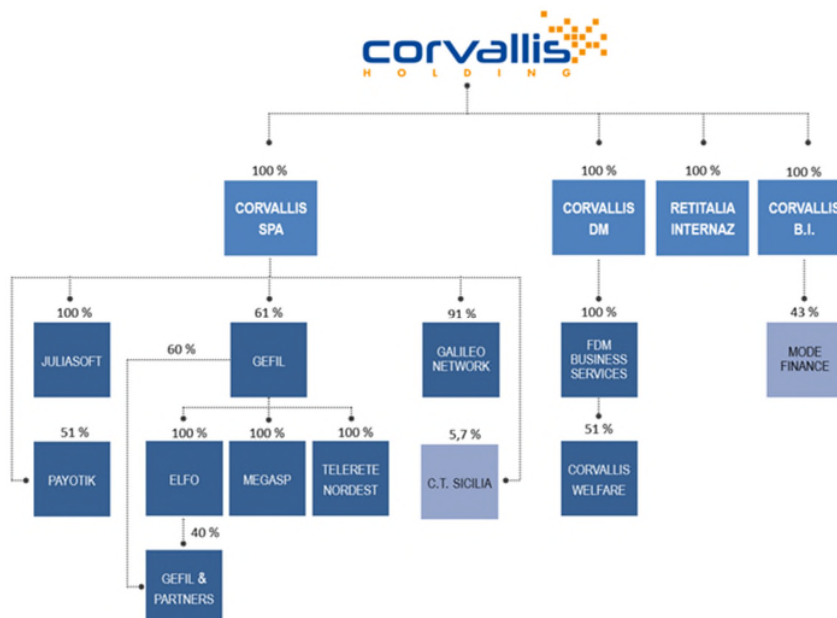 corvallis
HOLDING
100 %
100 %
100 %
100 %
CORVALLIS
SPA
CORVALLIS
DM
RETITALIA
INTERNAZ
CORVALLIS
B.I.
100 %
61 %
91 %
100 %
43 %
JULIASOFT
60 %
GEFIL
GALILEO
NETWORK
FDM
BUSINESS
SERVICES
MODE
FINANCE
51 %
100 %
100 %
100 %
5,7 %
51 %
PAYOTIK
ELFO
MEGASP
TELERETE
NORDEST
C.T. SICILIA
CORVALLIS
WELFARE
40 %
GEFIL &
PARTNERS